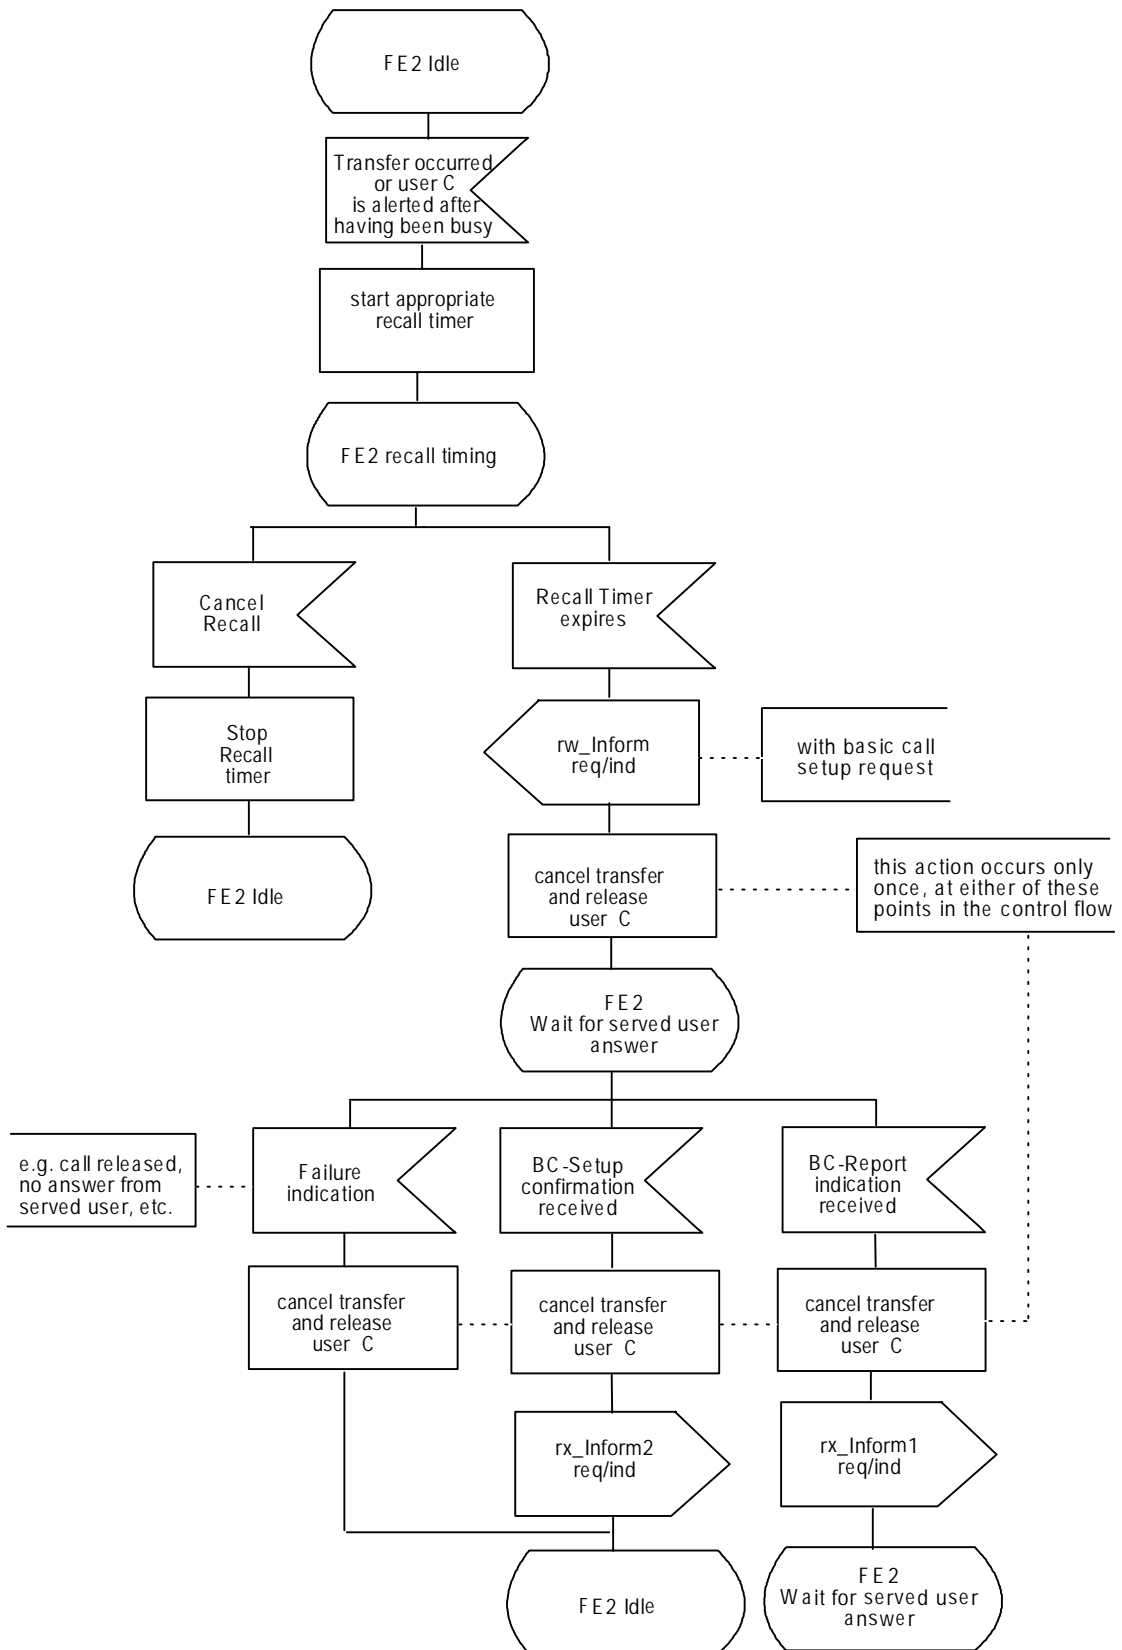 FE2 Idle
Transfer occurred
or user C
is alerted after
having been busy
start appropriate
recall timer
FE2 recall timing
Cancel
Recall
Recall Timer
expires
Stop
Recall
timer
rw_Inform
req/ind
with basic call
setup request
FE2 Idle
cancel transfer
and release
user C
this action occurs only
once, at either of these
points in the control flow
FE2
Wait for served user
answer
e.g. call released,
no answer from
served user, etc.
Failure
indication
BC-Setup
confirmation
received
BC-Report
indication
received
cancel transfer
and release
user C
cancel transfer
and release
user C
cancel transfer
and release
user C
rx_Inform2
req/ind
rx_Inform1
req/ind
FE2 Idle
FE2
Wait for served user
answer